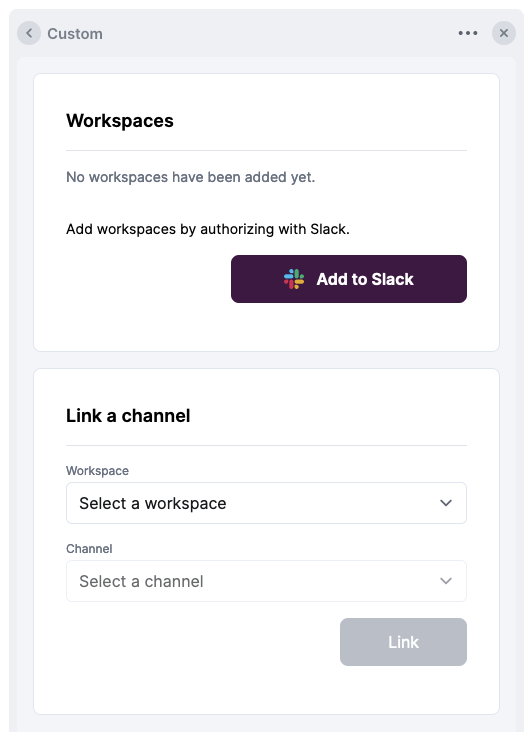 Custom
Workspaces
No workspaces have been added yet.
Add workspaces by authorizing with Slack.
Add to Slack
Link a channel
Workspace
Select a workspace
Channel
Select a channel
Link